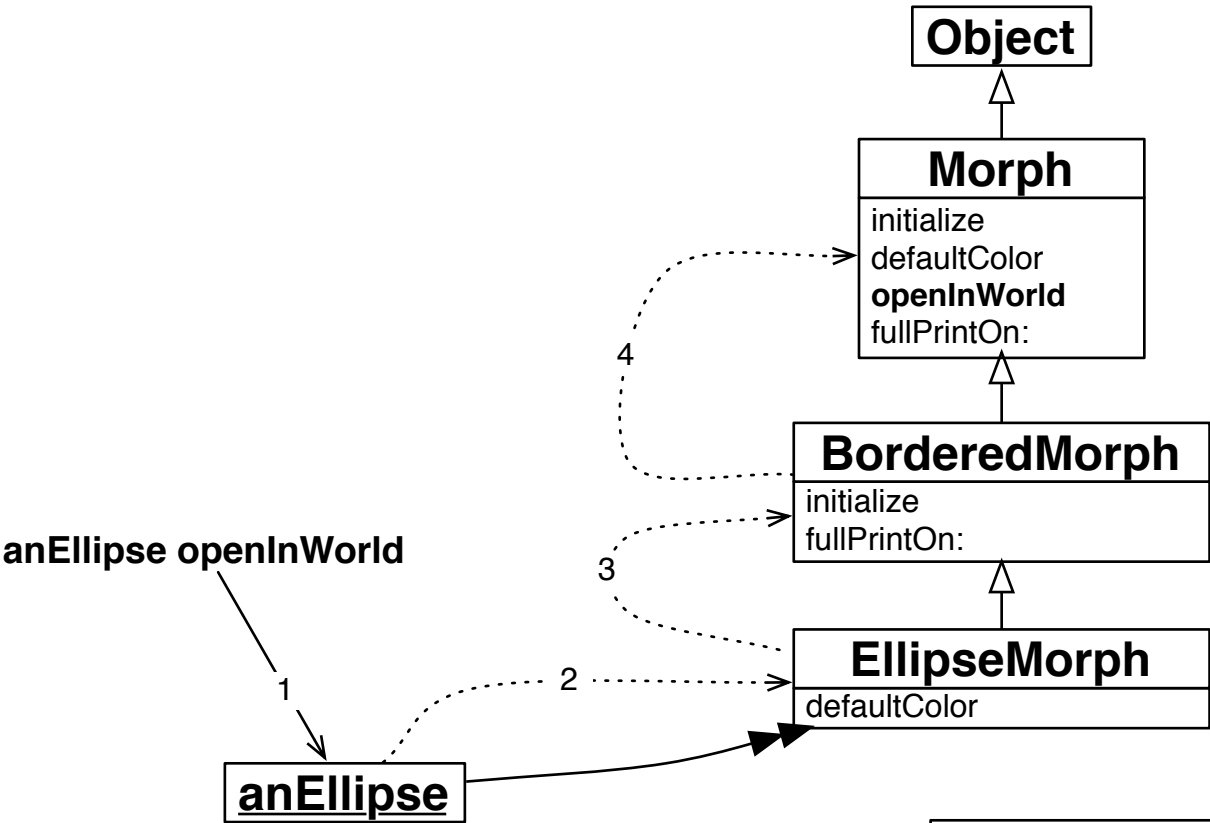 Object
Morph
initialize
defaultColor
openInWorld
fullPrintOn:
4
BorderedMorph
initialize
fullPrintOn:
anEllipse openInWorld
3
EllipseMorph
defaultColor
2
1
anEllipse